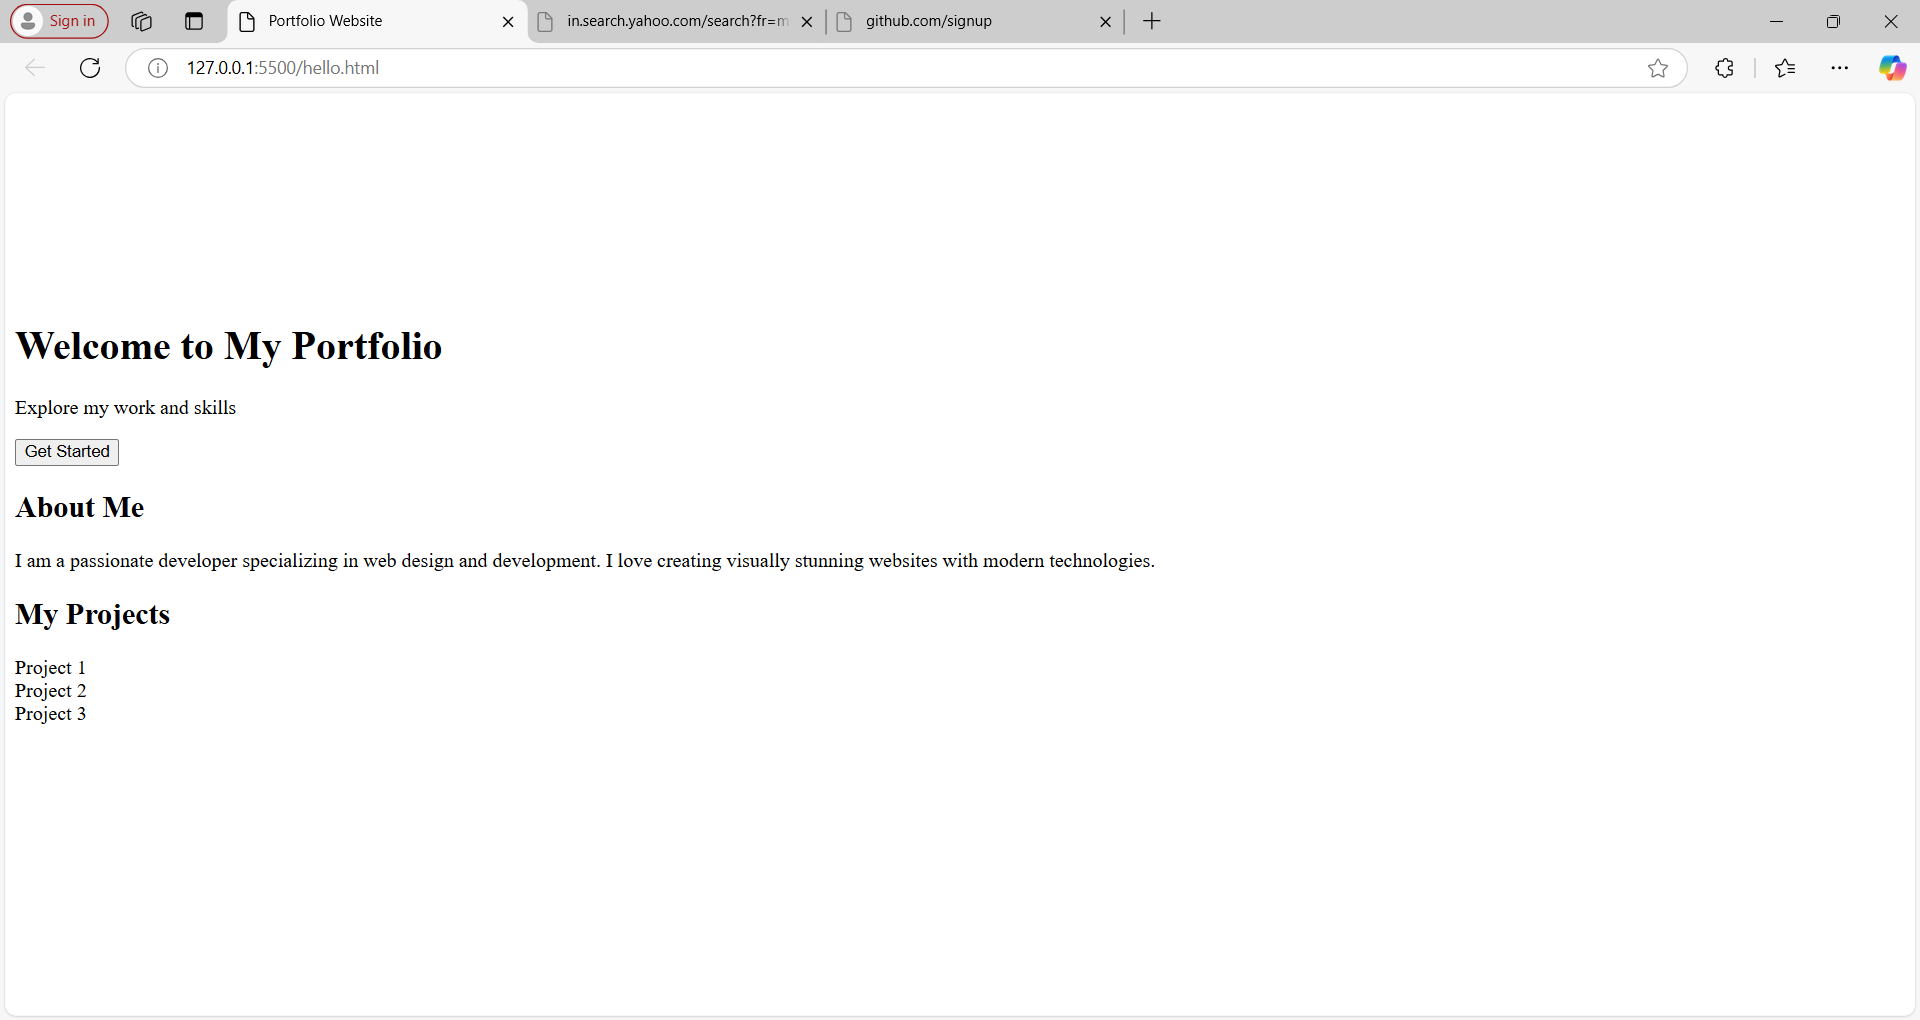 Sign in
Portfolio Website
in.search.yahoo.com/search?fr=m
github.com/signup
127.0.0.1:5500/hello.html
Welcome to My Portfolio
Explore my work and skills
Get Started
About Me
I am a passionate developer specializing in web design and development. I love creating visually stunning websites with modern technologies.
My Projects
Project 1
Project 2
Project 3